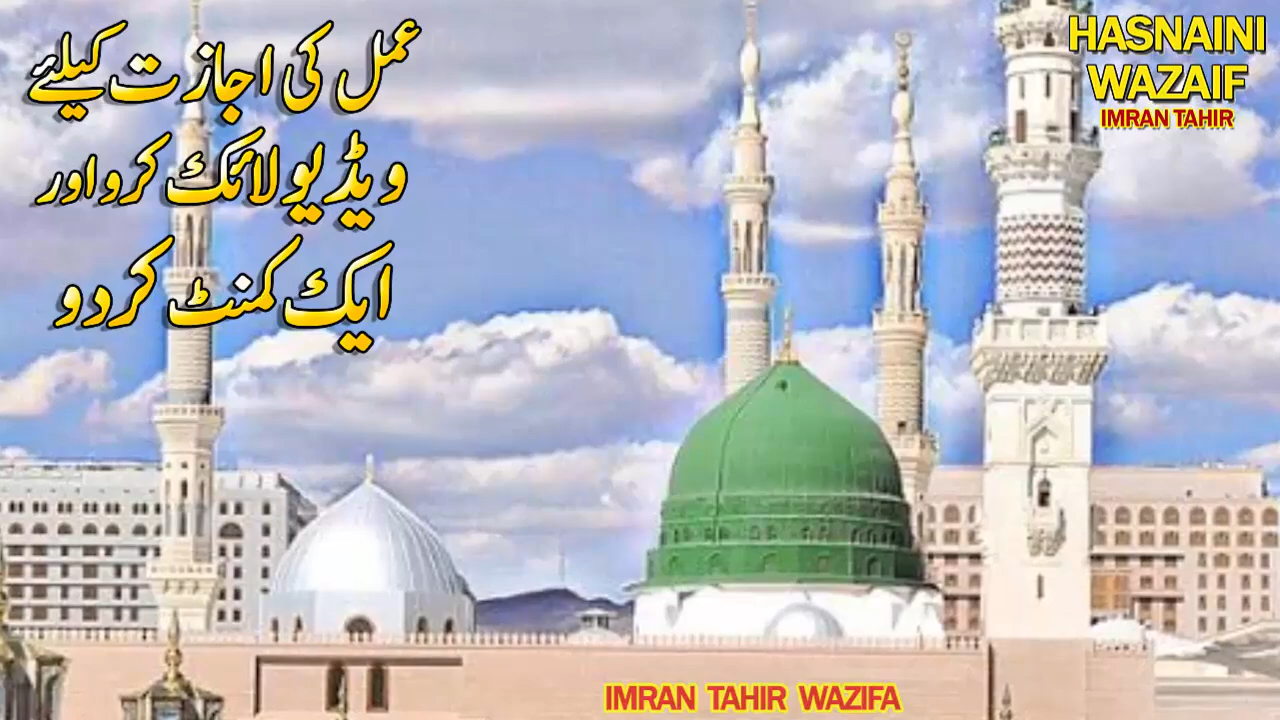 عمل کی اجازت کیلئے
ویڈیو لائک کرو اور
ایک کمنٹ کردو
HASNAINI
WAZAIF
IMRAN TAHIR
IMRAN TAHIR WAZIFA